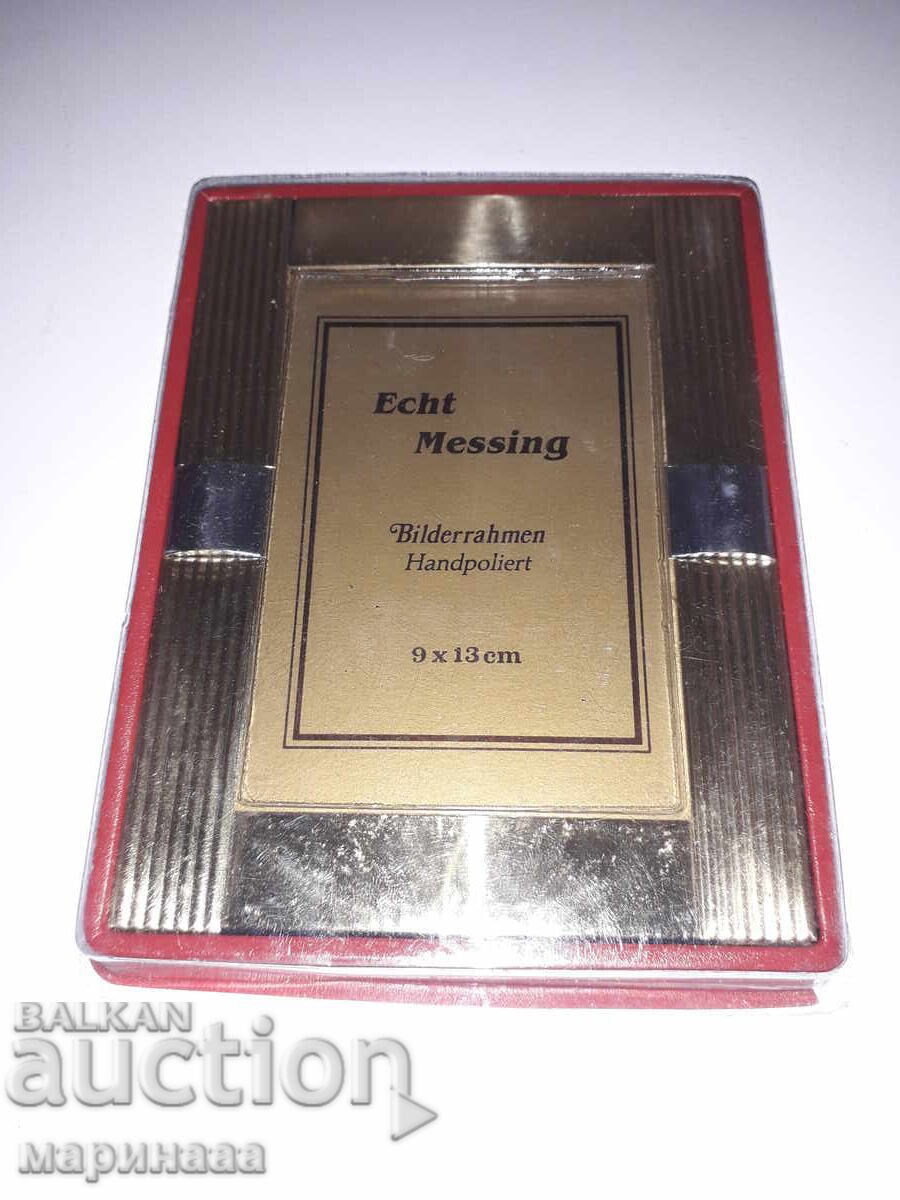 Echt
Messing
Bilderrahmen
Handpoliert
9 x 13 cm
BALKAN
auction
маринааа